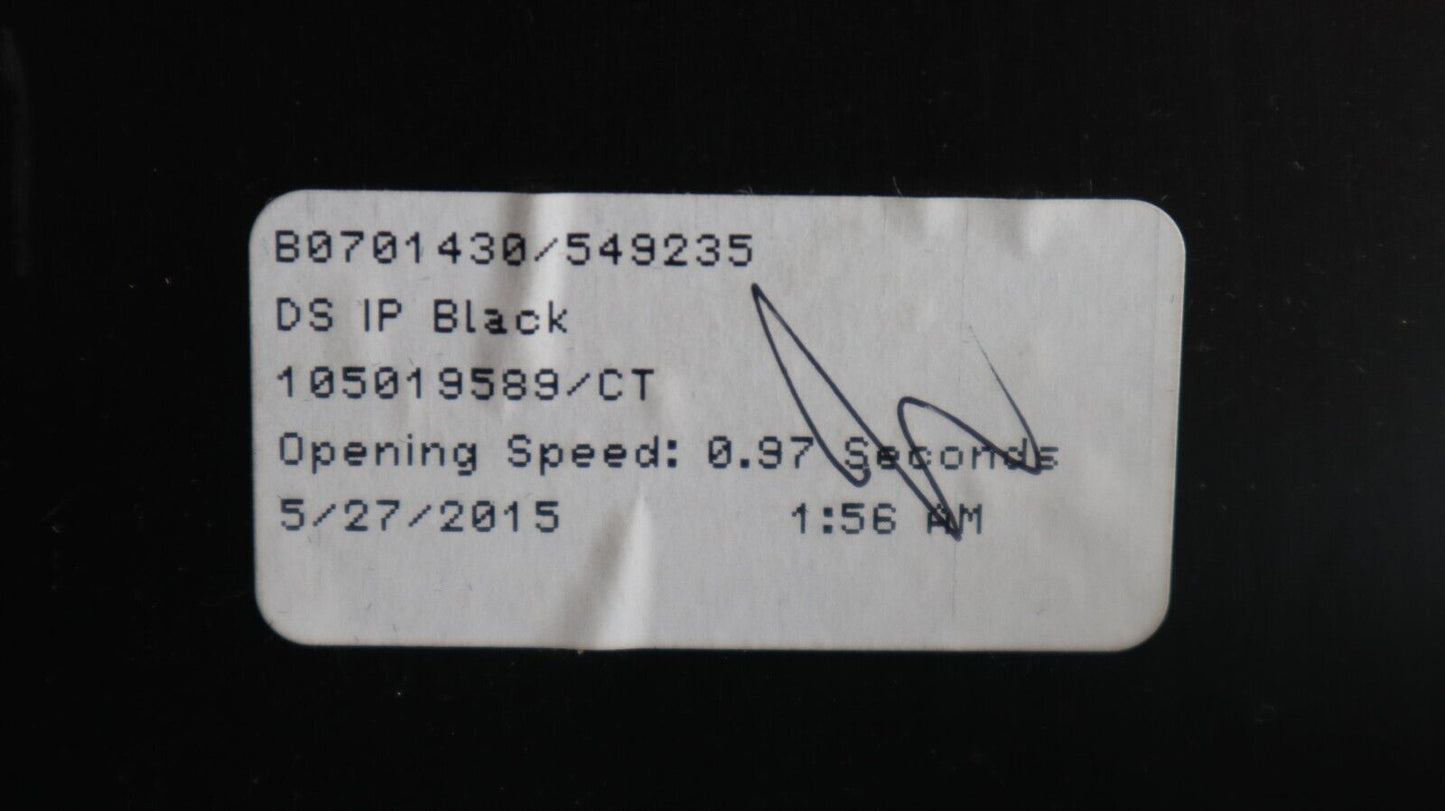 B0701430/549235
DS IP Black
105019589/CT
Opening Speed: 0.97 Seconds
5/27/2015 1:56 AM